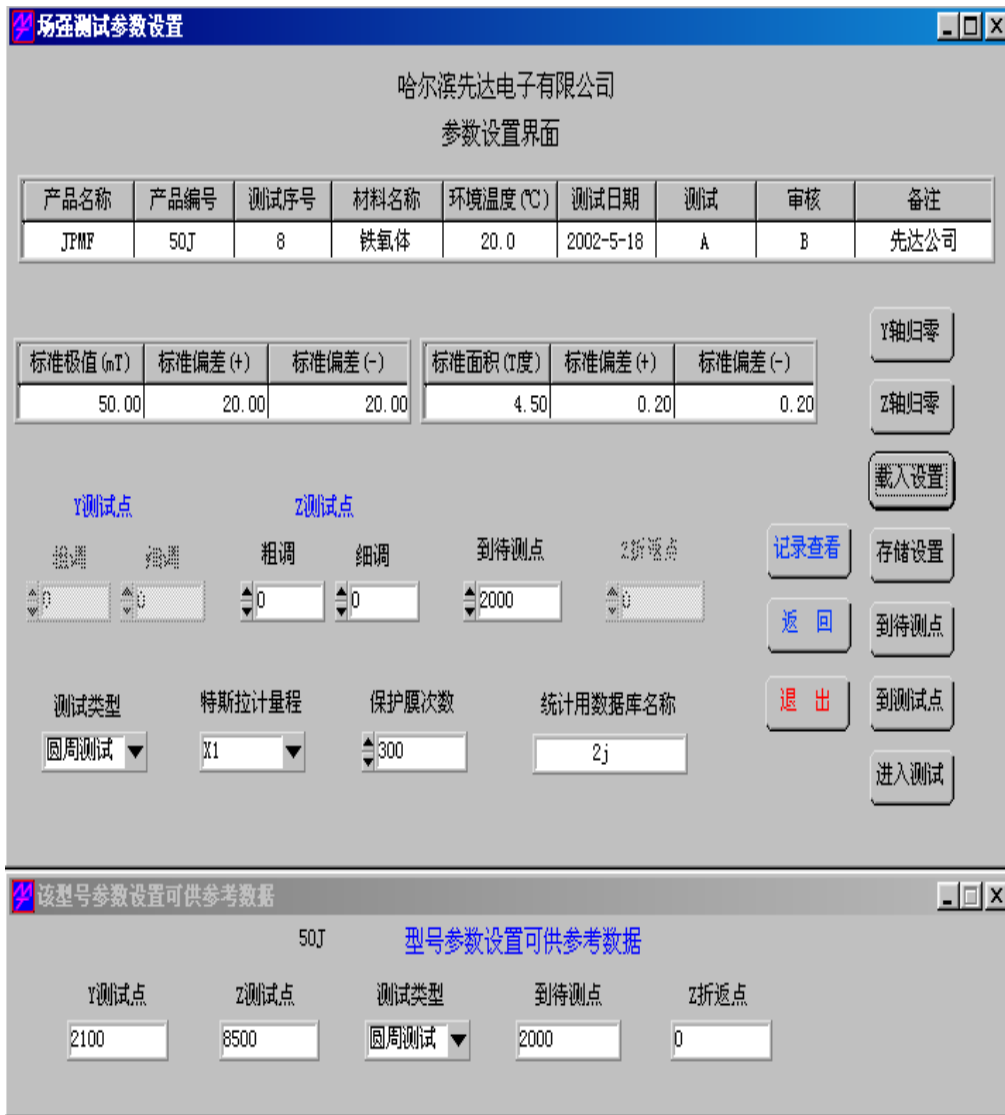 场强测试参数设置
哈尔滨先达电子有限公司
参数设置界面
产品名称 产品编号 测试序号 材料名称 环境温度(℃) 测试日期 测试 审核 备注
JPMF 50J 8 铁氧体 20.0 2002-5-18 A B 先达公司
Y轴归零
标准极值(mT) 标准偏差(+) 标准偏差(-) 标准面积(T度) 标准偏差(+) 标准偏差(-)
50.00 20.00 20.00 4.50 0.20 0.20
Z轴归零
载入设置
Y测试点 Z测试点
粗调 细调 粗调 细调 到待测点 Z折返点 记录查看 存储设置
0 0 0 0 2000 0
返 回 到待测点
测试类型 特斯拉计量程 保护膜次数 统计用数据库名称 退 出 到测试点
圆周测试 X1 300 2j
进入测试
该型号参数设置可供参考数据
50J 型号参数设置可供参考数据
Y测试点 Z测试点 测试类型 到待测点 Z折返点
2100 8500 圆周测试 2000 0